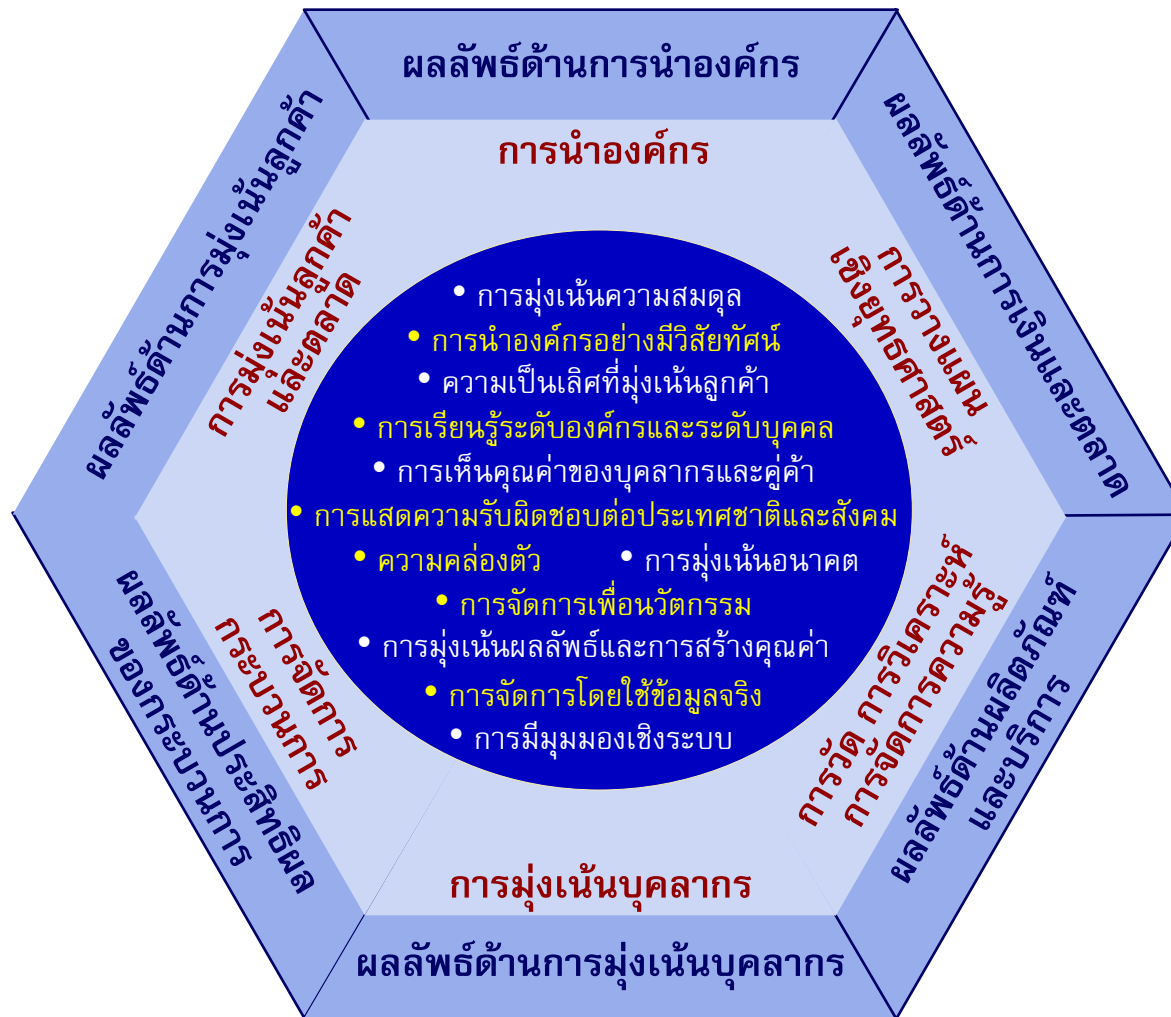 ผลลัพธ์ด้านการนำองค์กร
การนำองค์กร
ผลลัพธ์ด้านการมุ่งเน้นลูกค้า
การมุ่งเน้นลูกค้า
และตลาด
ผลลัพธ์ด้านการเงินและตลาด
การวางแผน
เชิงยุทธศาสตร์
• การมุ่งเน้นความสมดุล
• การนำองค์กรอย่างมีวิสัยทัศน์
• ความเป็นเลิศที่มุ่งเน้นลูกค้า
• การเรียนรู้ระดับองค์กรและระดับบุคคล
• การเห็นคุณค่าของบุคลากรและคู่ค้า
• การแสดความรับผิดชอบต่อประเทศชาติและสังคม
• ความคล่องตัว • การมุ่งเน้นอนาคต
• การจัดการเพื่อนวัตกรรม
• การมุ่งเน้นผลลัพธ์และการสร้างคุณค่า
• การจัดการโดยใช้ข้อมูลจริง
• การมีมุมมองเชิงระบบ
ผลลัพธ์ด้านประสิทธิผล
ของกระบวนการ
การจัดการ
กระบวนการ
การวัด การวิเคราะห์
การจัดการความรู้
ผลลัพธ์ด้านผลิตภัณฑ์
และบริการ
การมุ่งเน้นบุคลากร
ผลลัพธ์ด้านการมุ่งเน้นบุคลากร